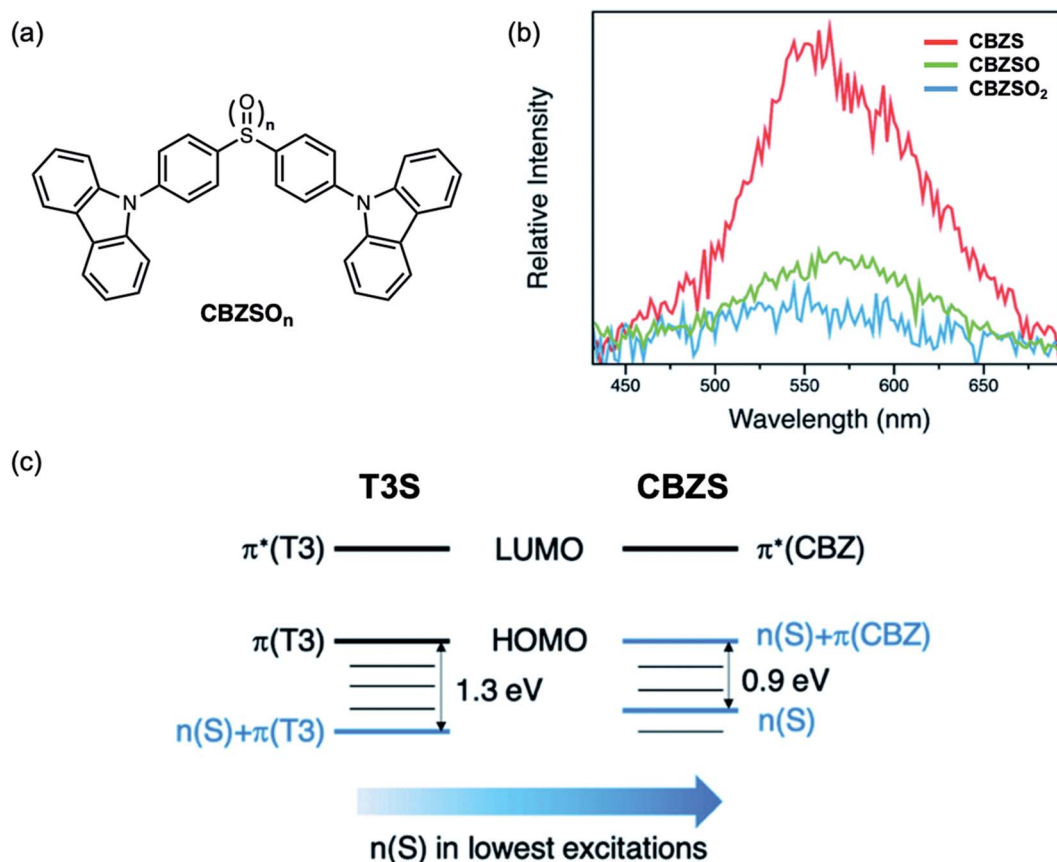 (a)
(O)n
S
N
N
CBZSOn
(b)
CBZS
CBZSO
CBZSO₂
Relative Intensity
450 500 550 600 650
Wavelength (nm)
(c)
T3S CBZS
π*(T3) LUMO π*(CBZ)
π(T3) HOMO n(S)+π(CBZ)
1.3 eV 0.9 eV
n(S)+π(T3) n(S)
n(S) in lowest excitations